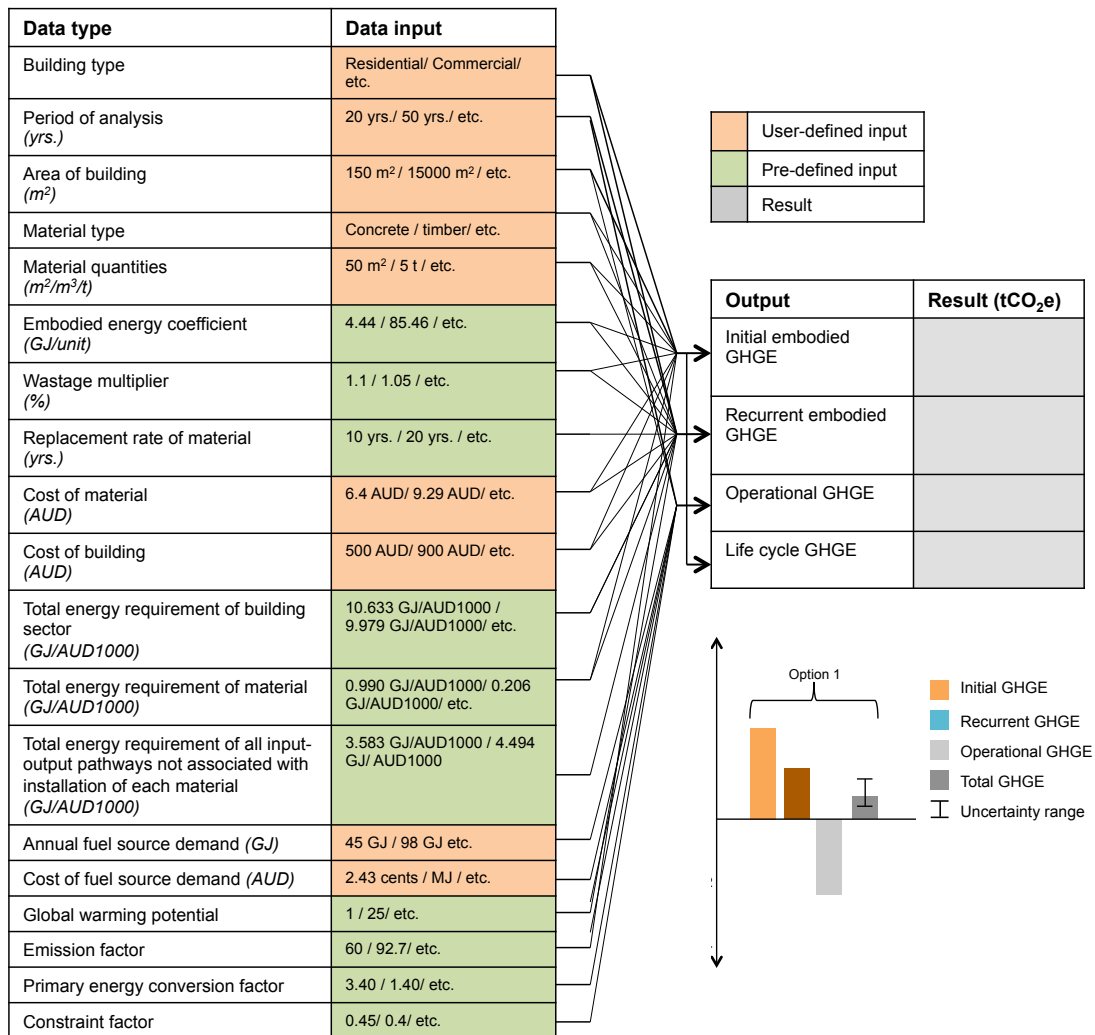 Data type
Data input
Building type
Residential/ Commercial/
etc.
Period of analysis
(yrs.)
20 yrs./ 50 yrs./ etc.
Area of building
(m²)
150 m² / 15000 m² / etc.
Material type
Concrete / timber/ etc.
Material quantities
(m²/m³/t)
50 m² / 5 t / etc.
Embodied energy coefficient
(GJ/unit)
4.44 / 85.46 / etc.
Wastage multiplier
(%)
1.1 / 1.05 / etc.
Replacement rate of material
(yrs.)
10 yrs. / 20 yrs. / etc.
Cost of material
(AUD)
6.4 AUD/ 9.29 AUD/ etc.
Cost of building
(AUD)
500 AUD/ 900 AUD/ etc.
Total energy requirement of building
sector
(GJ/AUD1000)
10.633 GJ/AUD1000 /
9.979 GJ/AUD1000/ etc.
Total energy requirement of material
(GJ/AUD1000)
0.990 GJ/AUD1000/ 0.206
GJ/AUD1000/ etc.
Total energy requirement of all input-
output pathways not associated with
installation of each material
(GJ/AUD1000)
3.583 GJ/AUD1000 / 4.494
GJ/ AUD1000
Annual fuel source demand (GJ)
45 GJ / 98 GJ etc.
Cost of fuel source demand (AUD)
2.43 cents / MJ / etc.
Global warming potential
1 / 25/ etc.
Emission factor
60 / 92.7/ etc.
Primary energy conversion factor
3.40 / 1.40/ etc.
Constraint factor
0.45/ 0.4/ etc.
User-defined input
Pre-defined input
Result
Output
Result (tCO₂e)
Initial embodied
GHGE
Recurrent embodied
GHGE
Operational GHGE
Life cycle GHGE
Option 1
Initial GHGE
Recurrent GHGE
Operational GHGE
Total GHGE
Uncertainty range